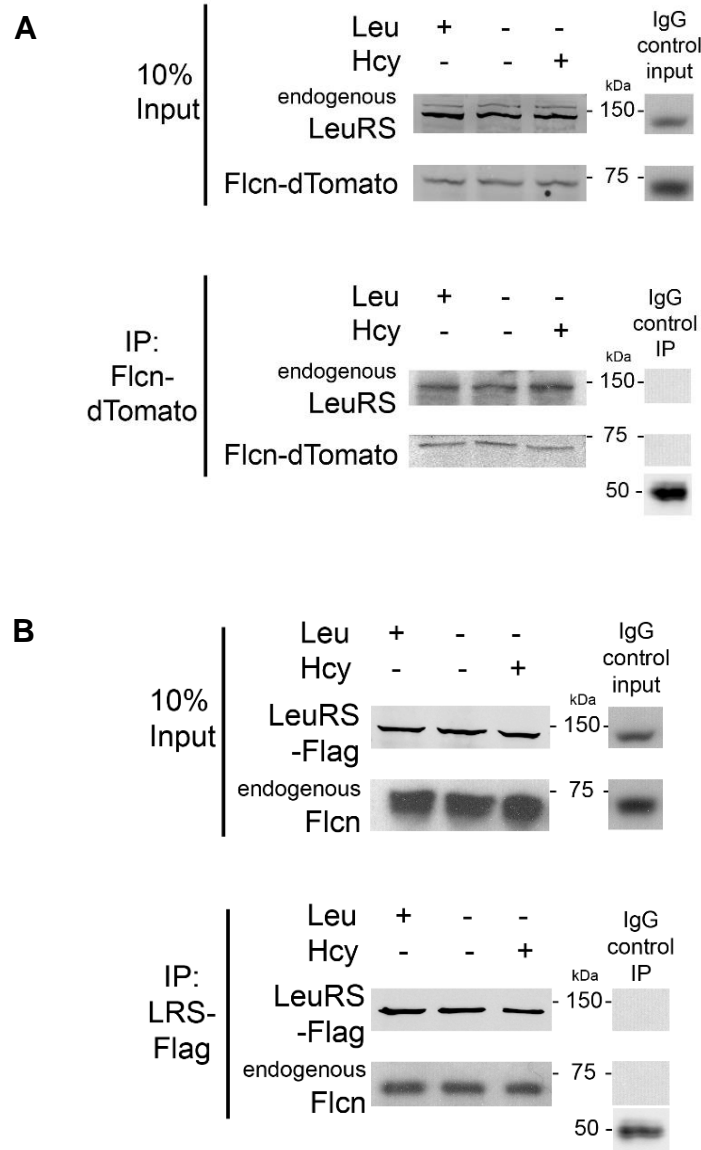 A
10%
Input
Leu + - -
Hcy - - +
IgG
control
input
kDa
endogenous
LeuRS
- 150 -
Flcn-dTomato
- 75 -
IP:
Flcn-
dTomato
Leu + - -
Hcy - - +
IgG
control
IP
kDa
endogenous
LeuRS
- 150 -
Flcn-dTomato
- 75 -
50 -
B
10%
Input
Leu + - -
Hcy - - +
IgG
control
input
kDa
LeuRS
-Flag
- 150 -
endogenous
Flcn
- 75 -
IP:
LRS-
Flag
Leu + - -
Hcy - - +
IgG
control
IP
kDa
LeuRS
-Flag
- 150 -
endogenous
Flcn
- 75 -
50 -